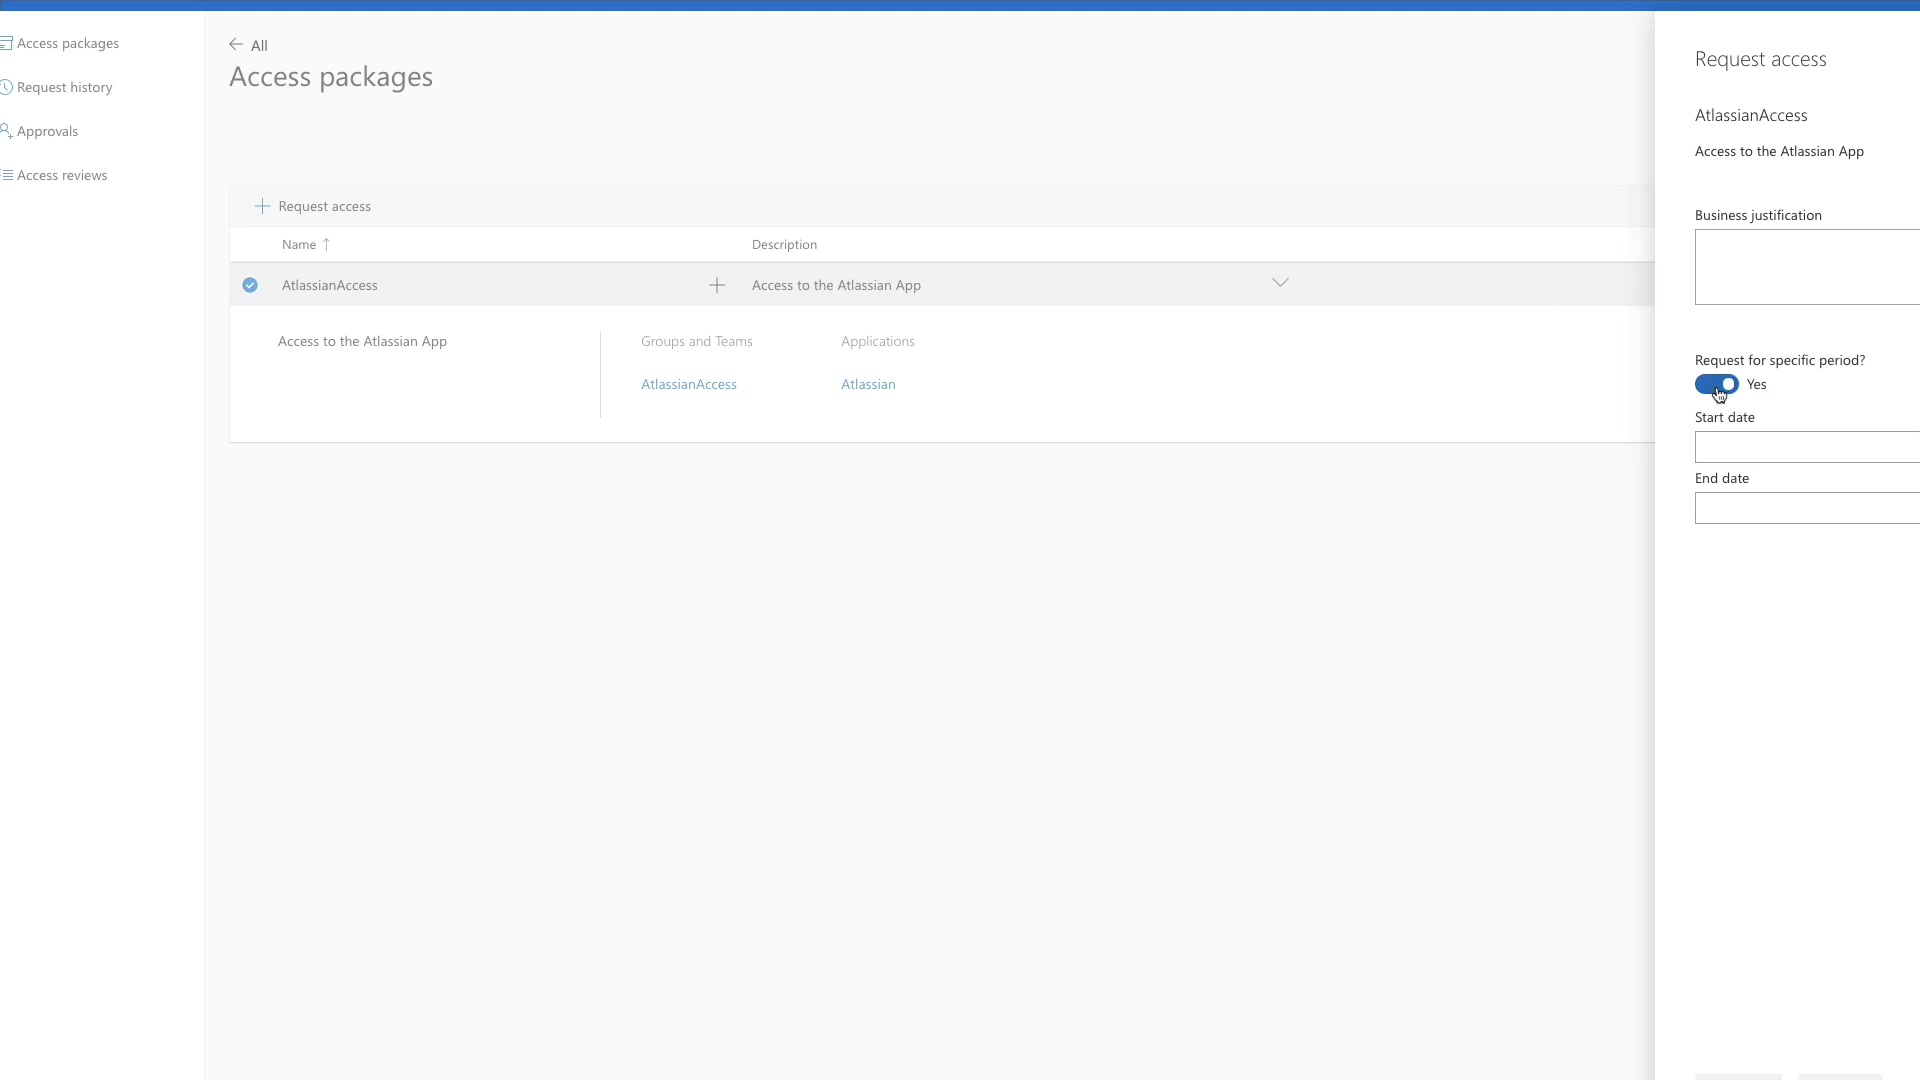 Access packages
Request history
Approvals
Access reviews
All
Access packages
Request access
Name
Description
AtlassianAccess
Access to the Atlassian App
Access to the Atlassian App
Groups and Teams
Applications
AtlassianAccess
Atlassian
Request access
AtlassianAccess
Access to the Atlassian App
Business justification
Request for specific period?
Yes
Start date
End date